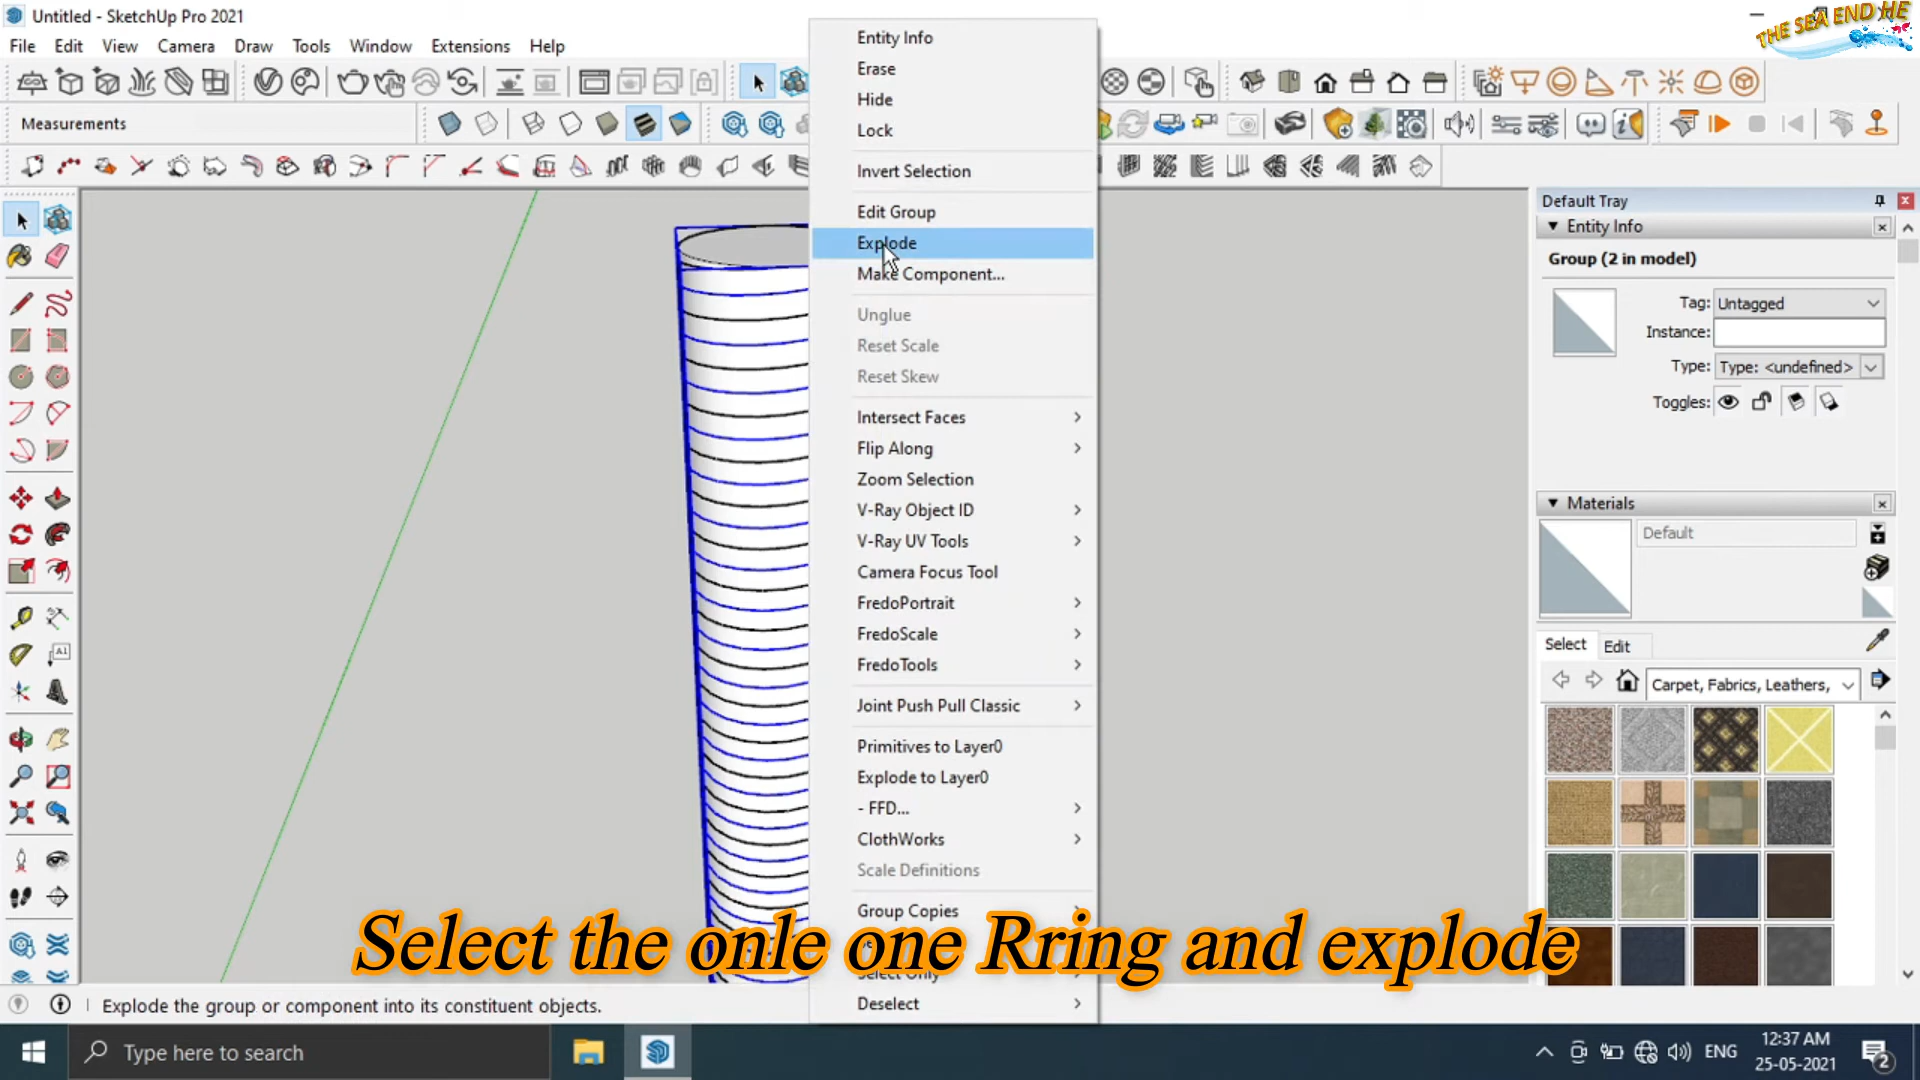 Untitled - SketchUp Pro 2021
THE SEA END HE
File Edit View Camera Draw Tools Window Extensions Help
Measurements
Entity Info
Erase
Hide
Lock
Invert Selection
Edit Group
Explode
Make Component...
Unglue
Reset Scale
Reset Skew
Intersect Faces
Flip Along
Zoom Selection
V-Ray Object ID
V-Ray UV Tools
Camera Focus Tool
FredoPortrait
FredoScale
FredoTools
Joint Push Pull Classic
Primitives to Layer0
Explode to Layer0
- FFD...
ClothWorks
Scale Definitions
Group Copies
Select Only
Deselect
Default Tray
Entity Info
Group (2 in model)
Tag: Untagged
Instance:
Type: Type: <undefined>
Toggles:
Materials
Default
Select Edit
Carpet, Fabrics, Leathers,
Select the onle one Rring and explode
Explode the group or component into its constituent objects.
Type here to search
ENG
12:37 AM
25-05-2021
2